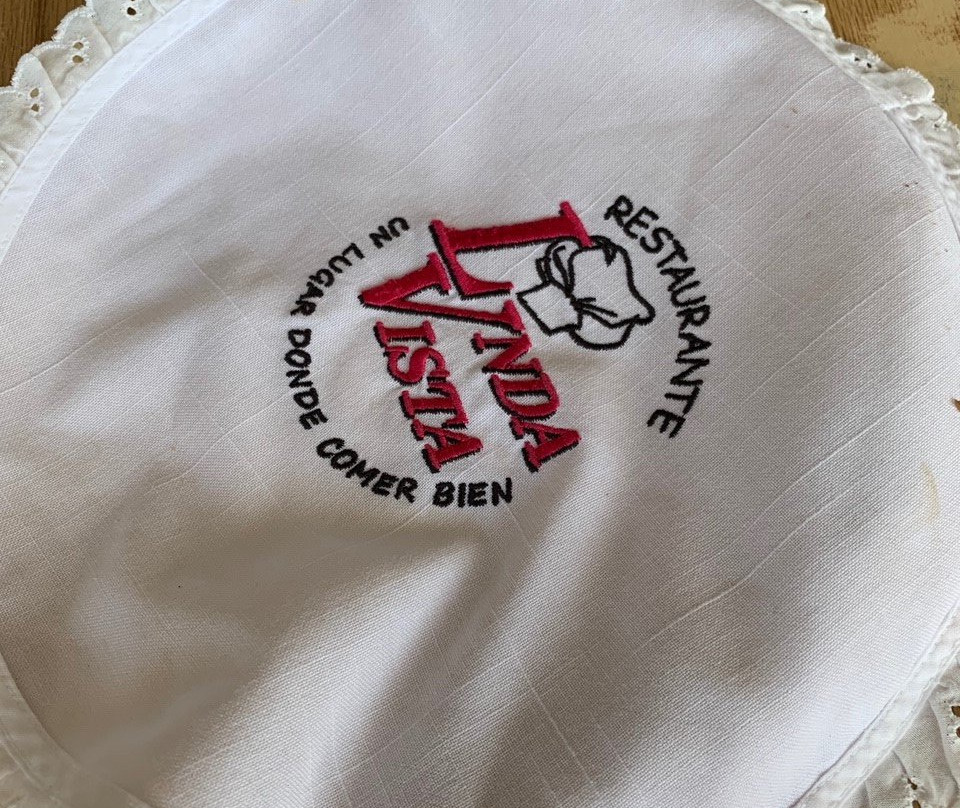 RESTAURANTE
LINDA
VISTA
UN LUGAR DONDE COMER BIEN